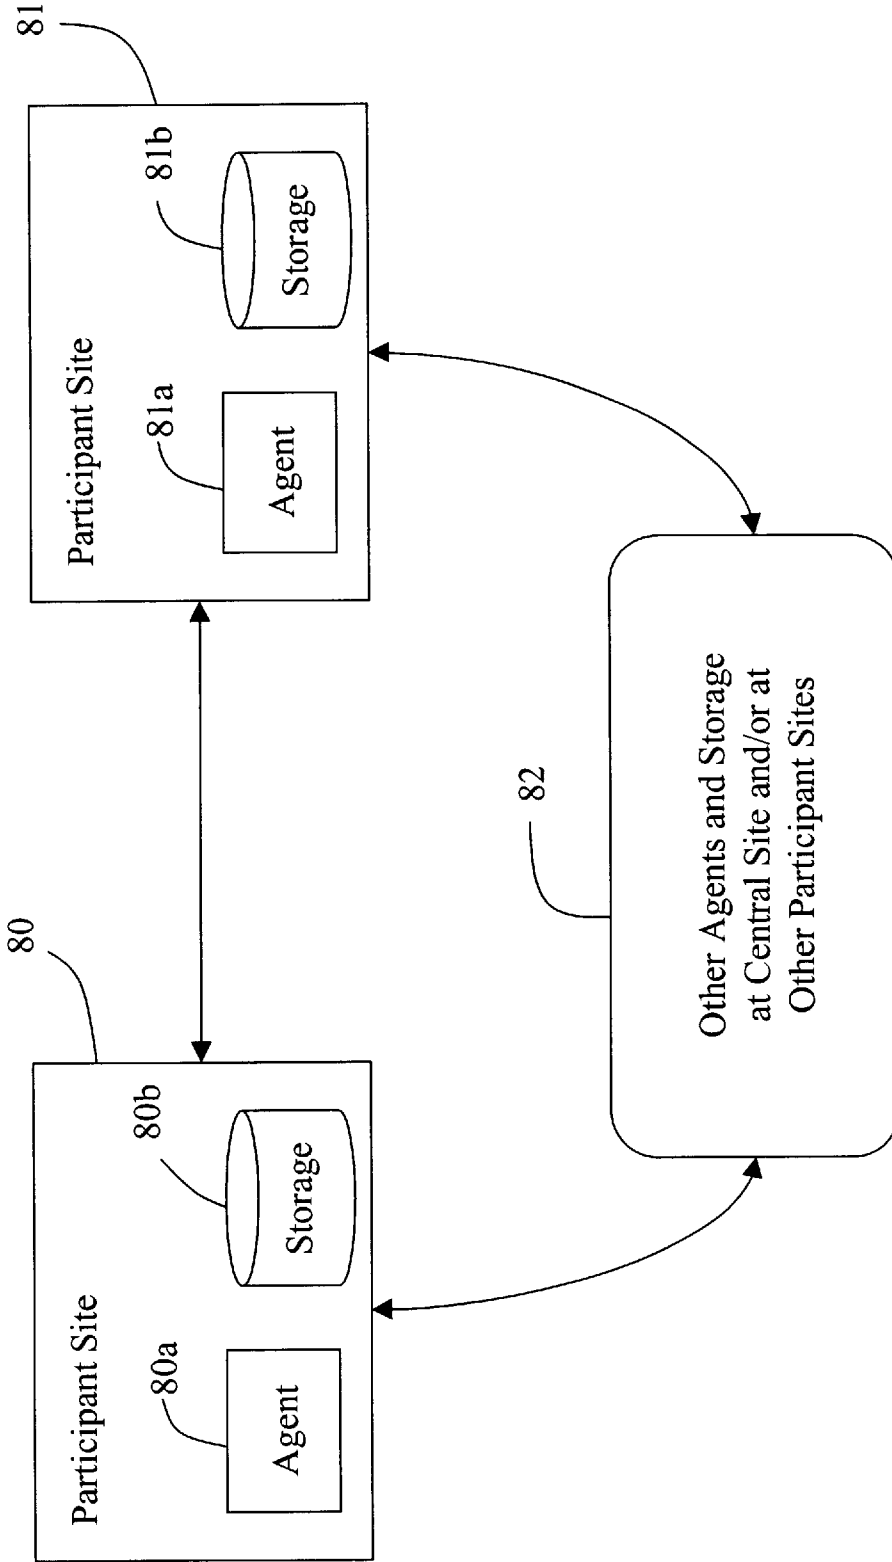 80
Participant Site
80a
80b
Agent
Storage
81
Participant Site
81a
81b
Agent
Storage
82
Other Agents and Storage
at Central Site and/or at
Other Participant Sites